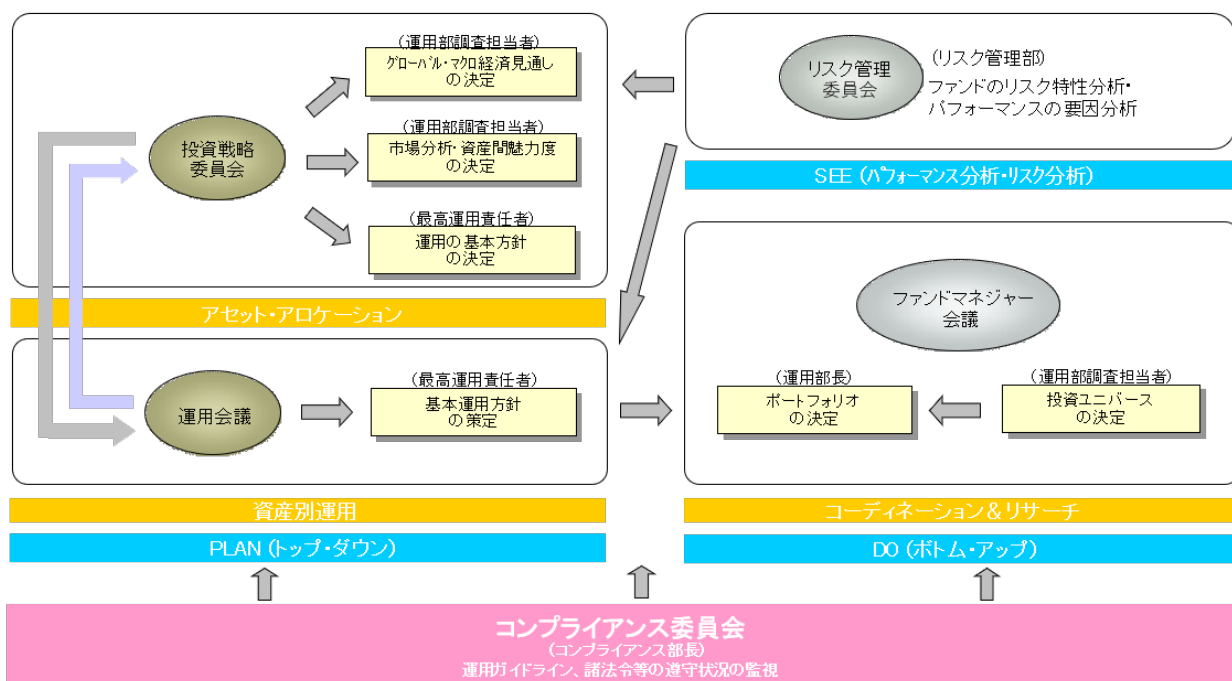 投資戦略
委員会
(運用部調査担当者)
グローバル・マクロ経済見通し
の決定
(運用部調査担当者)
市場分析・資産間魅力度
の決定
(最高運用責任者)
運用の基本方針
の決定
アセット・アロケーション
運用会議
(最高運用責任者)
基本運用方針
の策定
資産別運用
PLAN (トップ・ダウン)
リスク管理
委員会
(リスク管理部)
ファンドのリスク特性分析・
パフォーマンスの要因分析
SEE (パフォーマンス分析・リスク分析)
ファンドマネジャー
会議
(運用部長)
ポートフォリオ
の決定
(運用部調査担当者)
投資ユニバース
の決定
コーディネーション&リサーチ
DO (ボトム・アップ)
コンプライアンス委員会
(コンプライアンス部長)
運用ガイドライン、諸法令等の遵守状況の監視